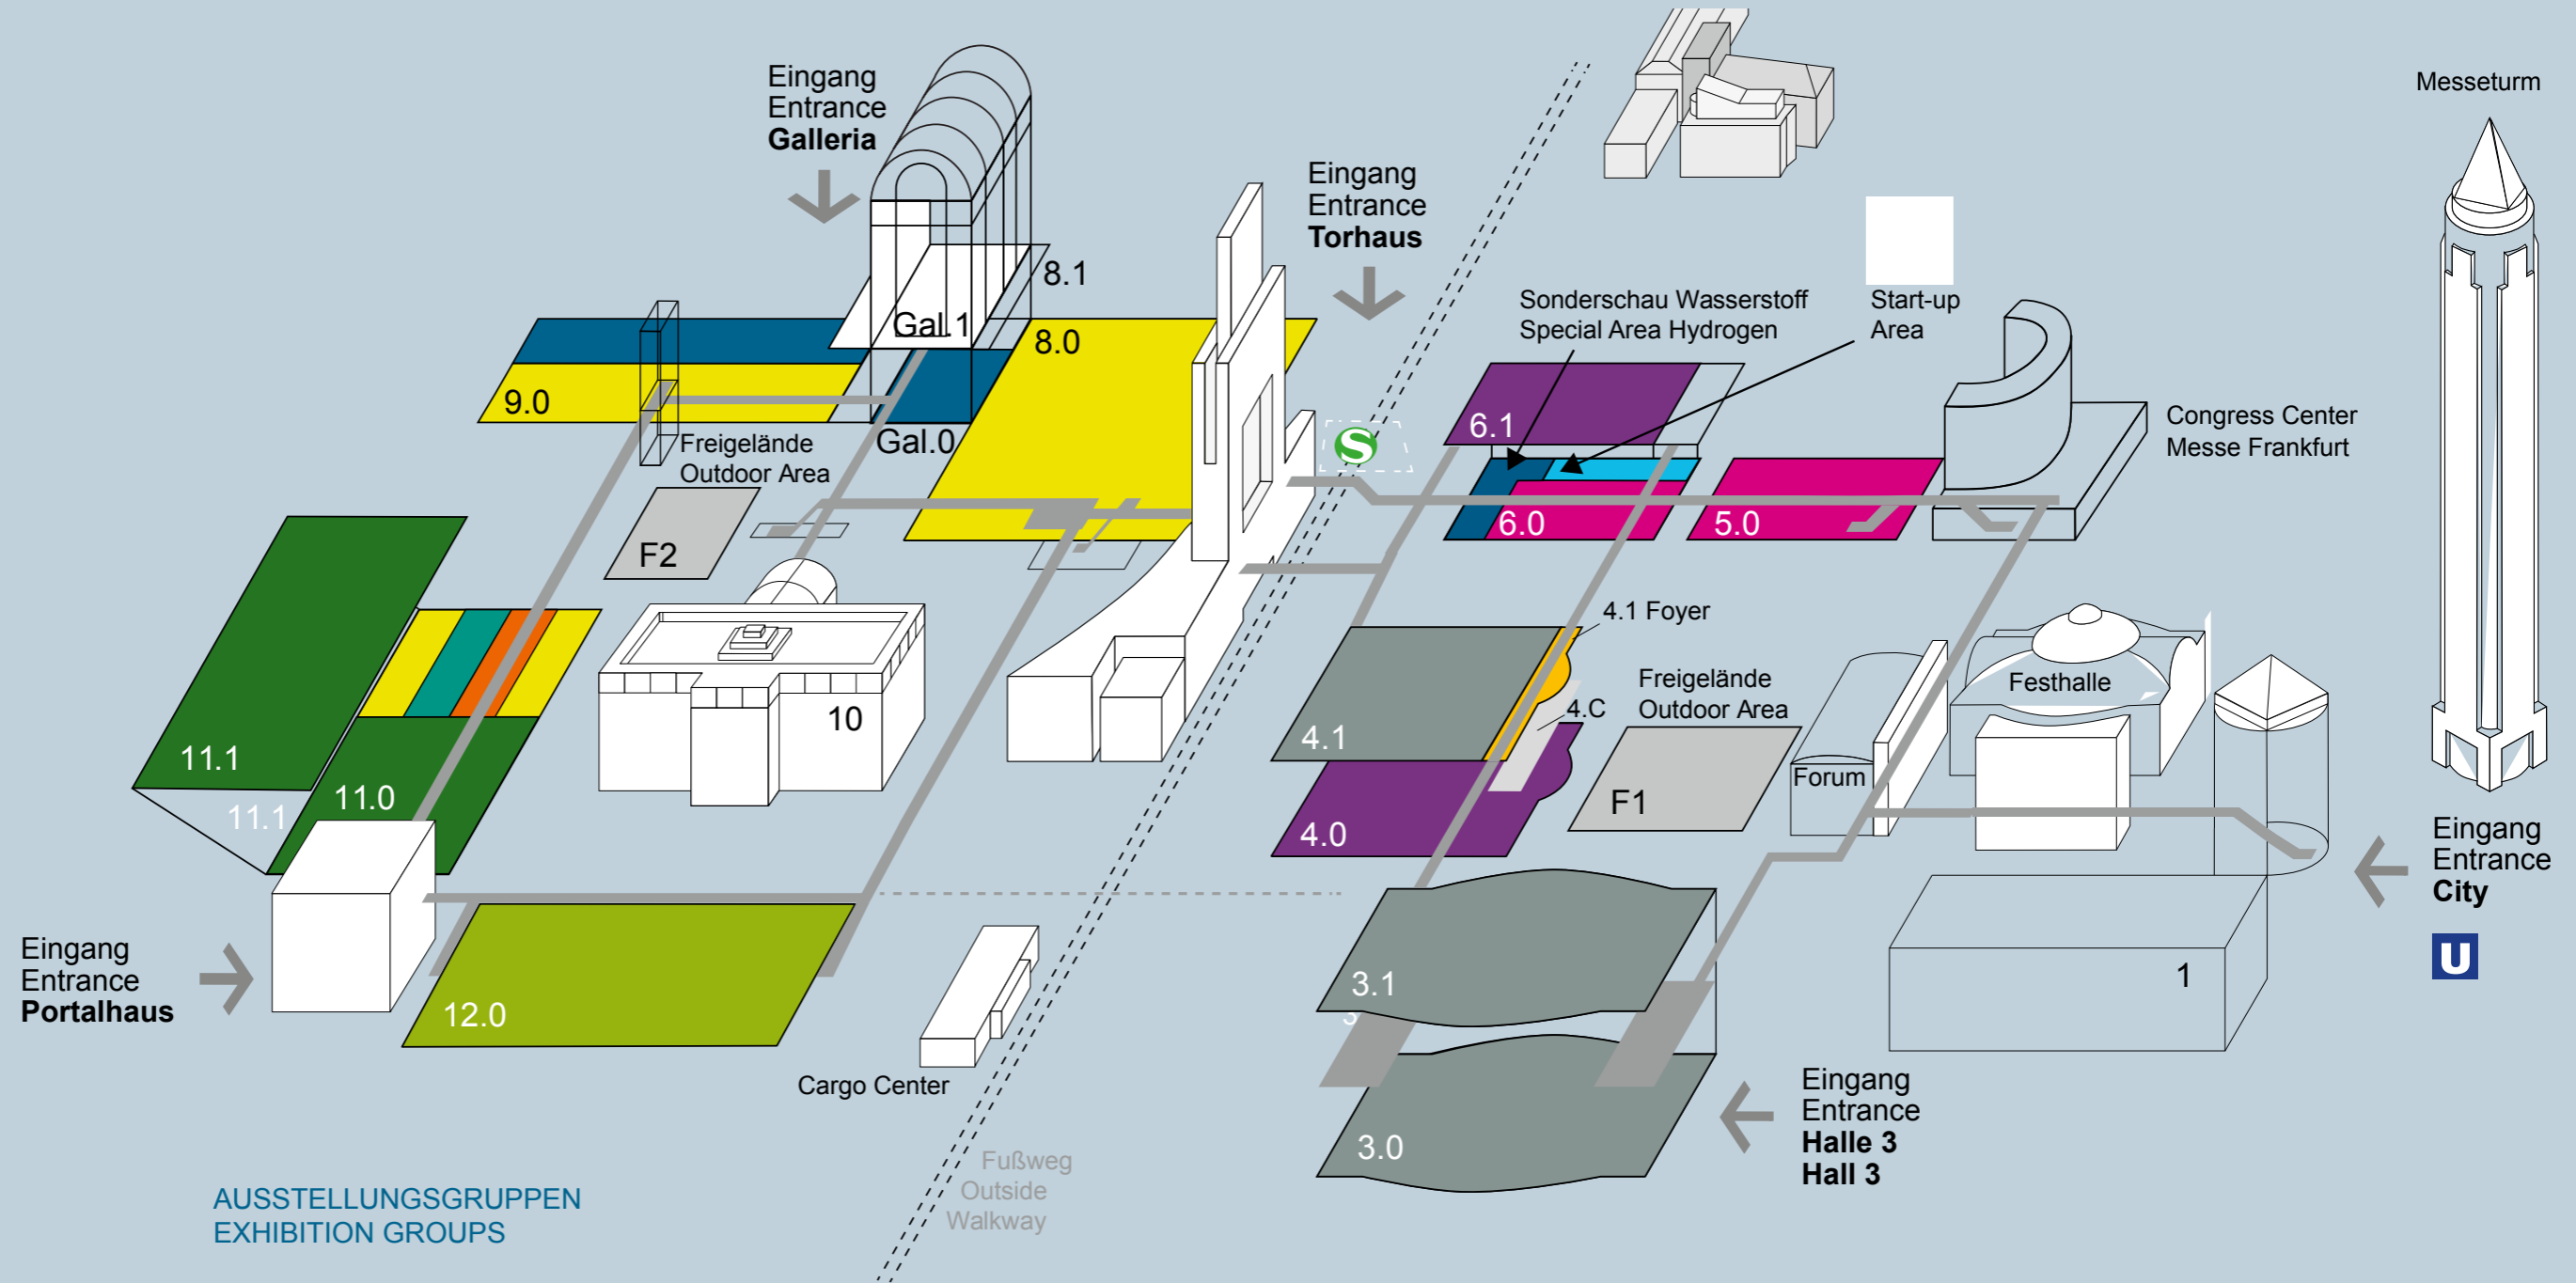 Eingang
Entrance
Galleria
Eingang
Entrance
Torhaus
Messeturm
8.1
Gal.1
8.0
9.0
Gal.0
Freigelände
Outdoor Area
F2
Sonderschau Wasserstoff
Special Area Hydrogen
Start-up
Area
S
6.1
6.0
5.0
Congress Center
Messe Frankfurt
4.1 Foyer
4.C
4.1
4.0
Freigelände
Outdoor Area
F1
Forum
Festhalle
10
11.1
11.1
11.0
Eingang
Entrance
City
U
Eingang
Entrance
Portalhaus
12.0
Cargo Center
3.1
3
3.0
1
Eingang
Entrance
Halle 3
Hall 3
Fußweg
Outside
Walkway
AUSSTELLUNGSGRUPPEN
EXHIBITION GROUPS